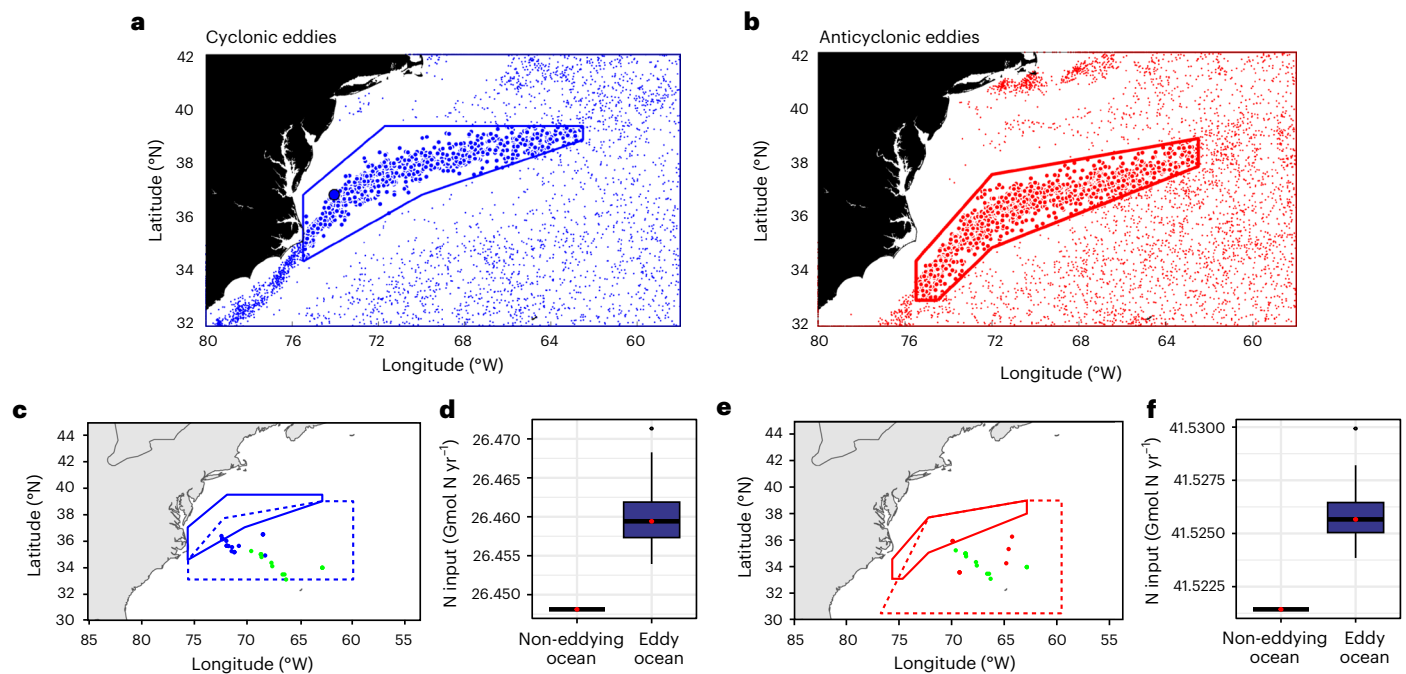 a
Cyclonic eddies
42
40
38
36
34
32
Latitude (°N)
80
76
72
68
64
60
Longitude (°W)
b
Anticyclonic eddies
42
40
38
36
34
32
Latitude (°N)
80
76
72
68
64
60
Longitude (°W)
c
44
42
40
39
36
34
32
30
Latitude (°N)
85
80
75
70
65
60
55
Longitude (°W)
d
N input (Gmol N yr⁻¹)
26.470
26.465
26.460
26.455
26.450
Non-eddying
ocean
Eddy
ocean
e
44
42
40
39
36
34
32
30
Latitude (°N)
85
80
75
70
65
60
55
Longitude (°W)
f
N input (Gmol N yr⁻¹)
41.5300
41.5275
41.5250
41.5225
Non-eddying
ocean
Eddy
ocean